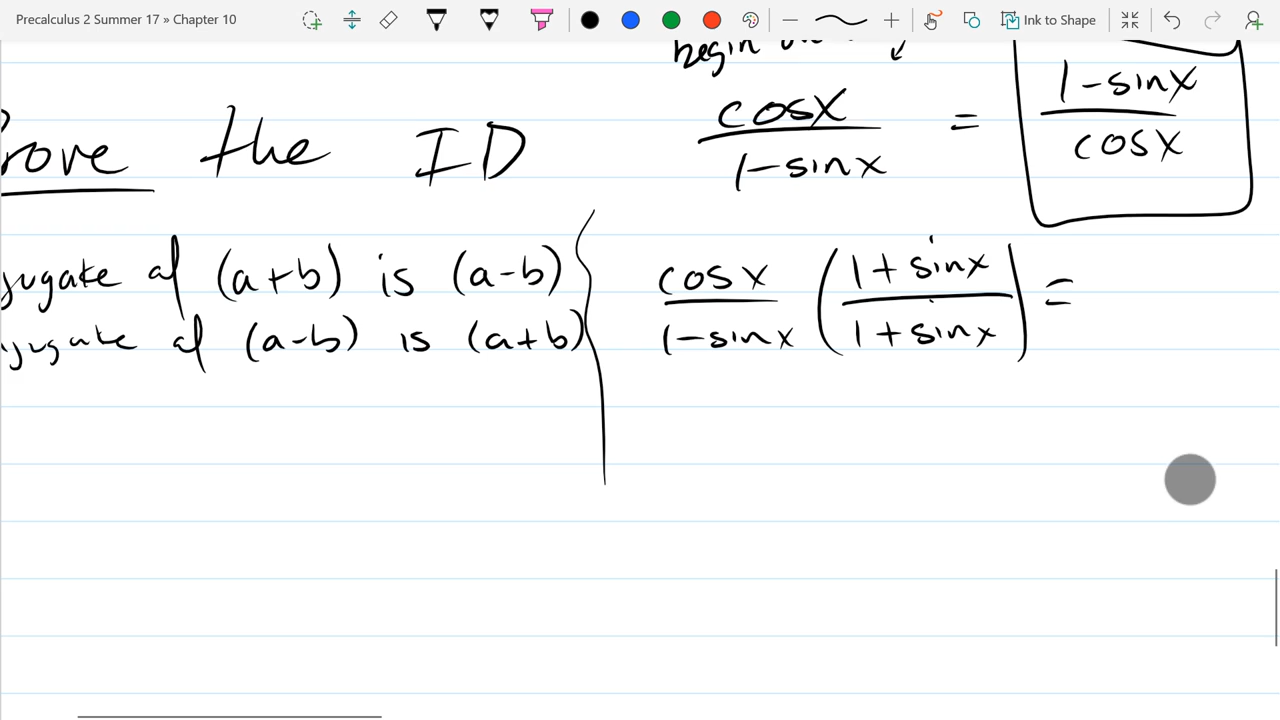 Precalculus 2 Summer 17 » Chapter 10
Ink to Shape
begin
rove the ID
cosx / 1-sinx = 1-sinx / cosx
jugate of (a+b) is (a-b)
jugate of (a-b) is (a+b)
cosx / 1-sinx ( 1+sinx / 1+sinx ) =